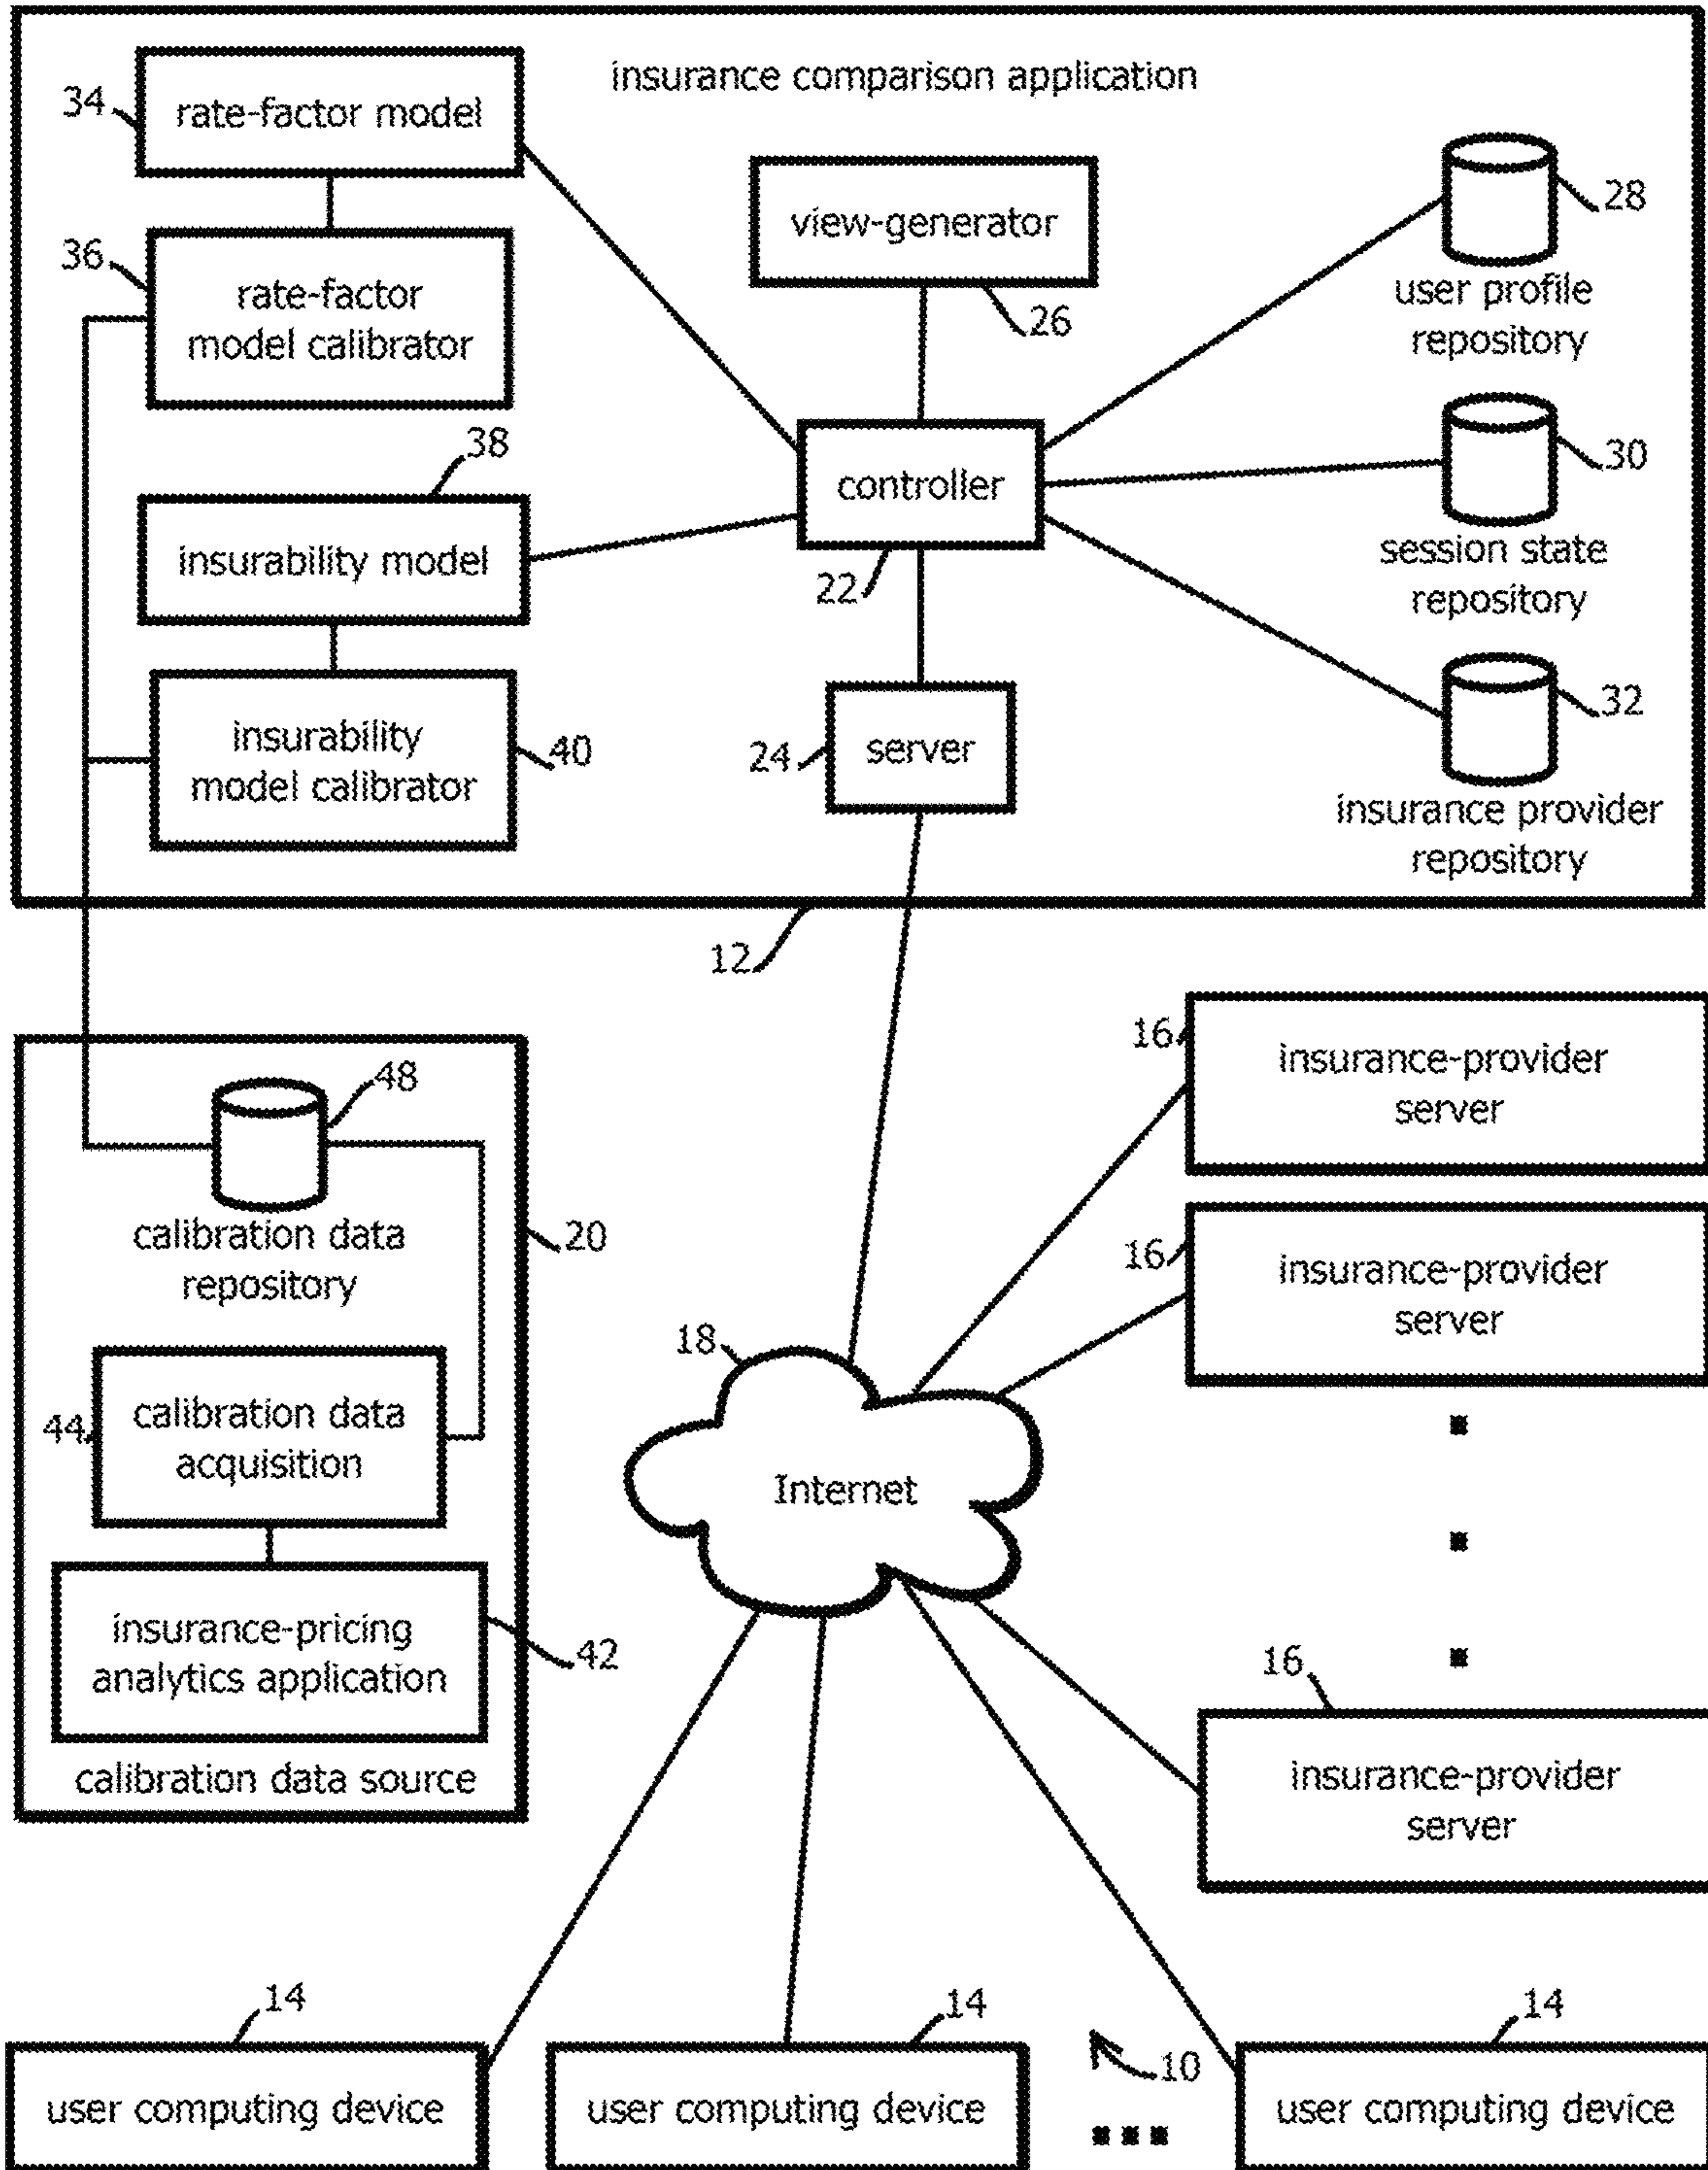 insurance comparison application
34
rate-factor model
36
rate-factor
model calibrator
view-generator
26
28
user profile
repository
38
insurability model
controller
22
30
session state
repository
insurability
model calibrator
40
24
server
32
insurance provider
repository
12
48
calibration data
repository
20
44
calibration data
acquisition
insurance-pricing
analytics application
42
calibration data source
18
Internet
16
insurance-provider
server
16
insurance-provider
server
16
insurance-provider
server
14
user computing device
14
user computing device
10
14
user computing device